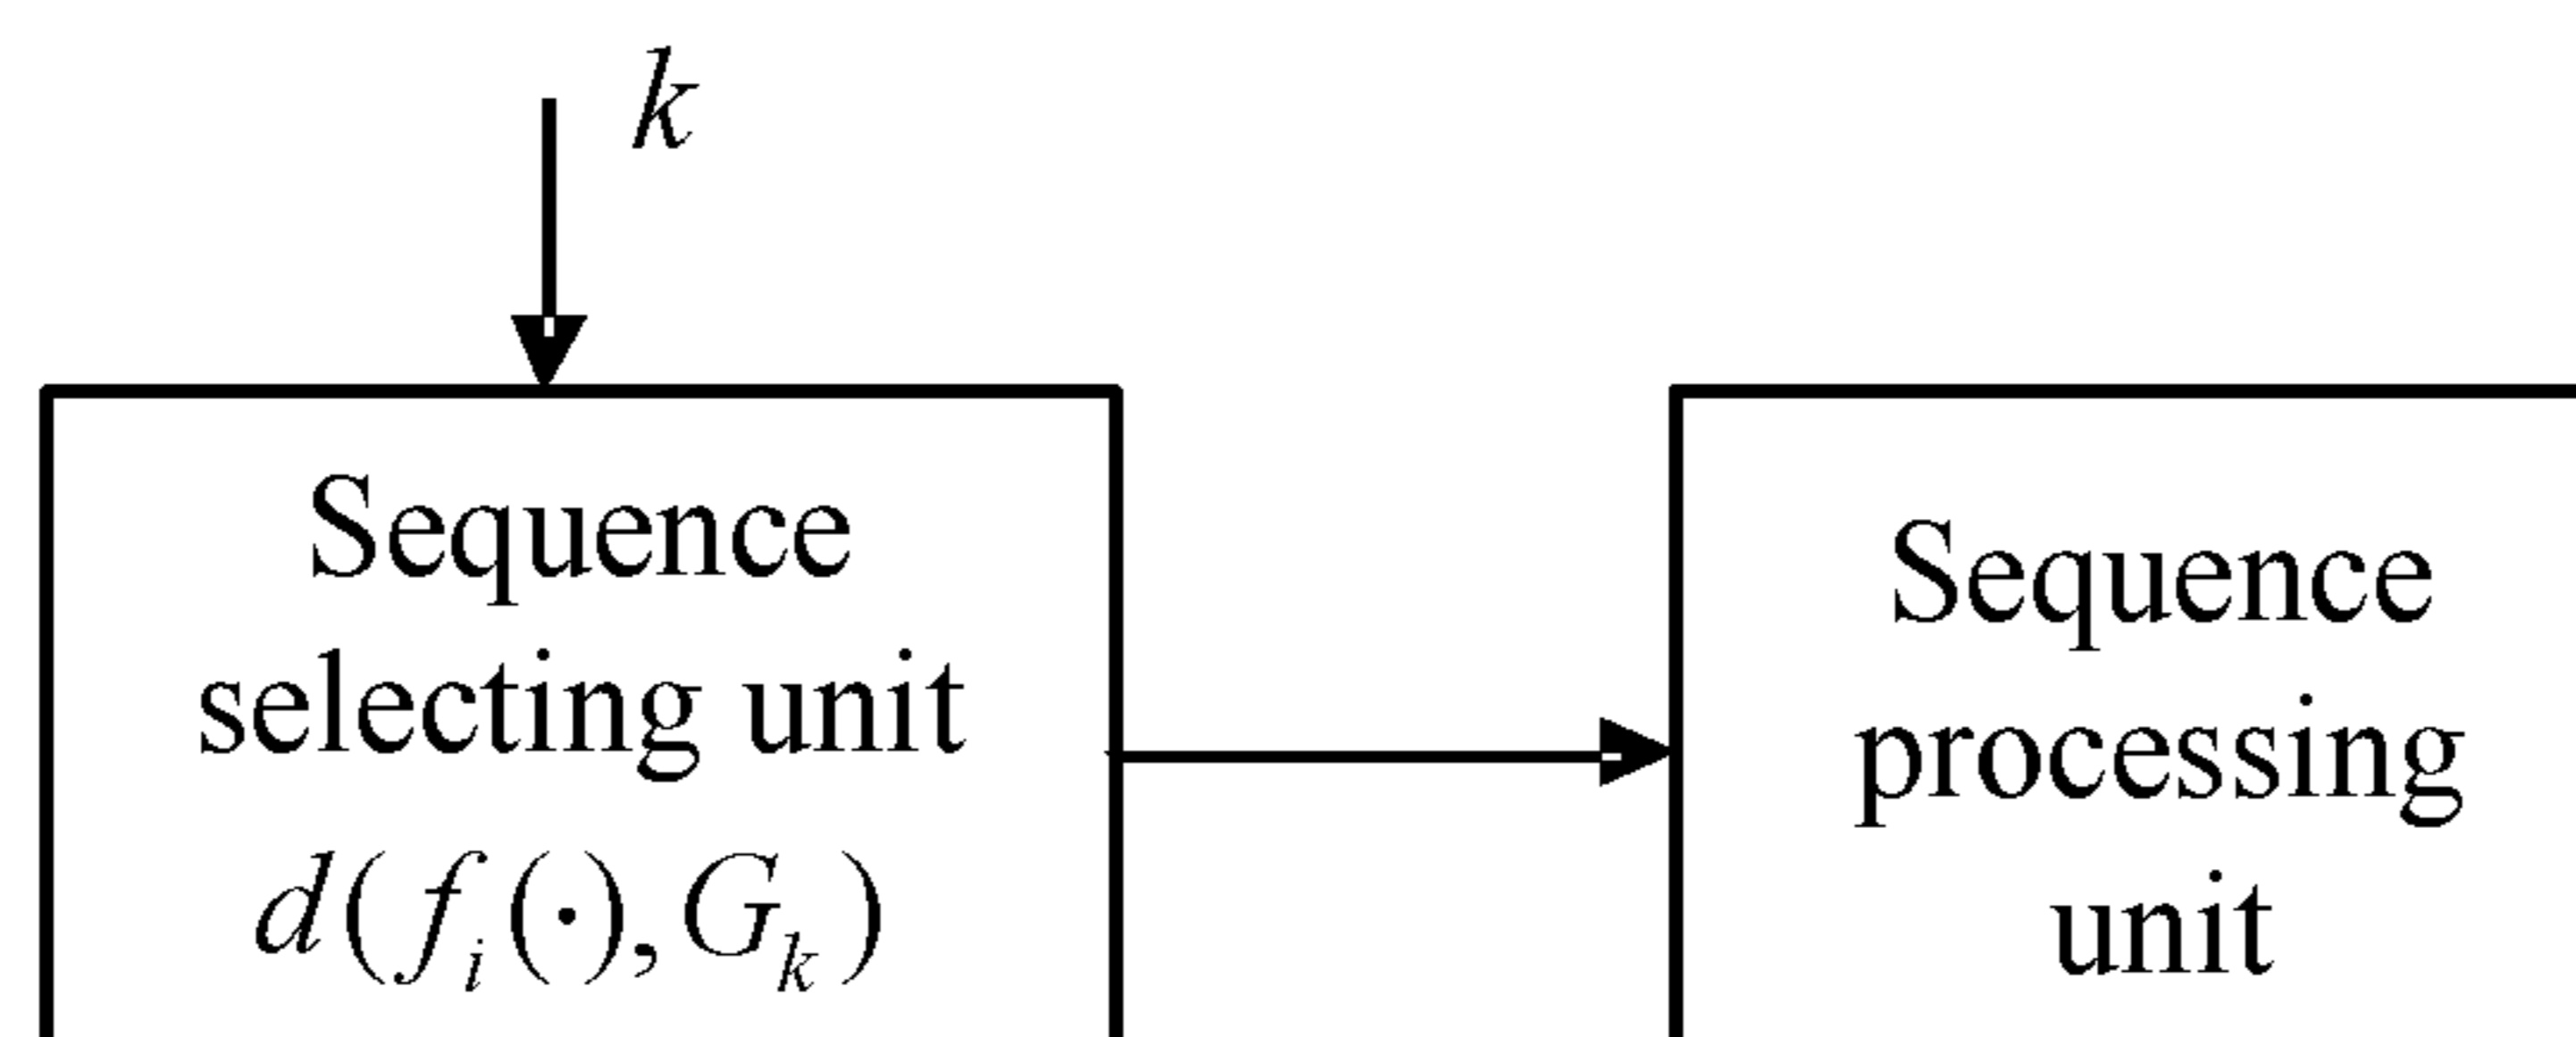 k
Sequence
selecting unit
d(f_i(·), G_k)
Sequence
processing
unit